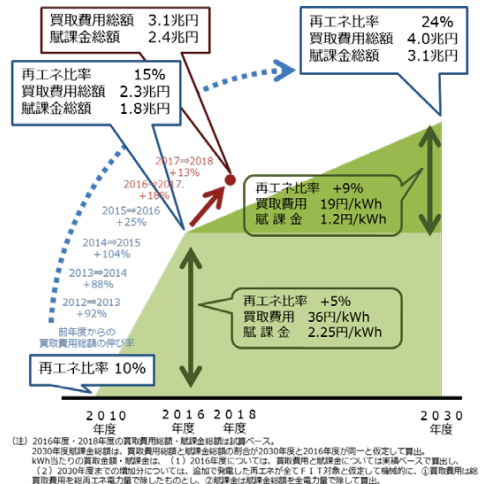 買取費用総額 3.1兆円
賦課金総額 2.4兆円
再エネ比率 24%
買取費用総額 4.0兆円
賦課金総額 3.1兆円
再エネ比率 15%
買取費用総額 2.3兆円
賦課金総額 1.8兆円
2017⇒2018
+13%
2016⇒2017.
+18%
2015⇒2016
+25%
2014⇒2015
+104%
2013⇒2014
+88%
2012⇒2013
+92%
前年度からの
買取費用総額の伸び率
再エネ比率 +9%
買取費用 19円/kWh
賦課金 1.2円/kWh
再エネ比率 +5%
買取費用 36円/kWh
賦課金 2.25円/kWh
再エネ比率 10%
2010
年度
2016
年度
2018
年度
2030
年度
(注) 2016年度・2018年度の買取費用総額・賦課金総額は試算ベース。
2030年度賦課金総額は、買取費用総額と賦課金総額の割合が2030年度と2016年度が同一と仮定して算出。
kWh当たりの買取金額・賦課金は、(1)2016年度については、買取費用と賦課金については実績ベースで算出し、
(2)2030年度までの増加分については、追加で発電した再エネが全てFIT対象と仮定して機械的に、①買取費用は総
買取費用を総再エネ電力量で除したものとし、②賦課金は賦課金総額を全電力量で除して算出。